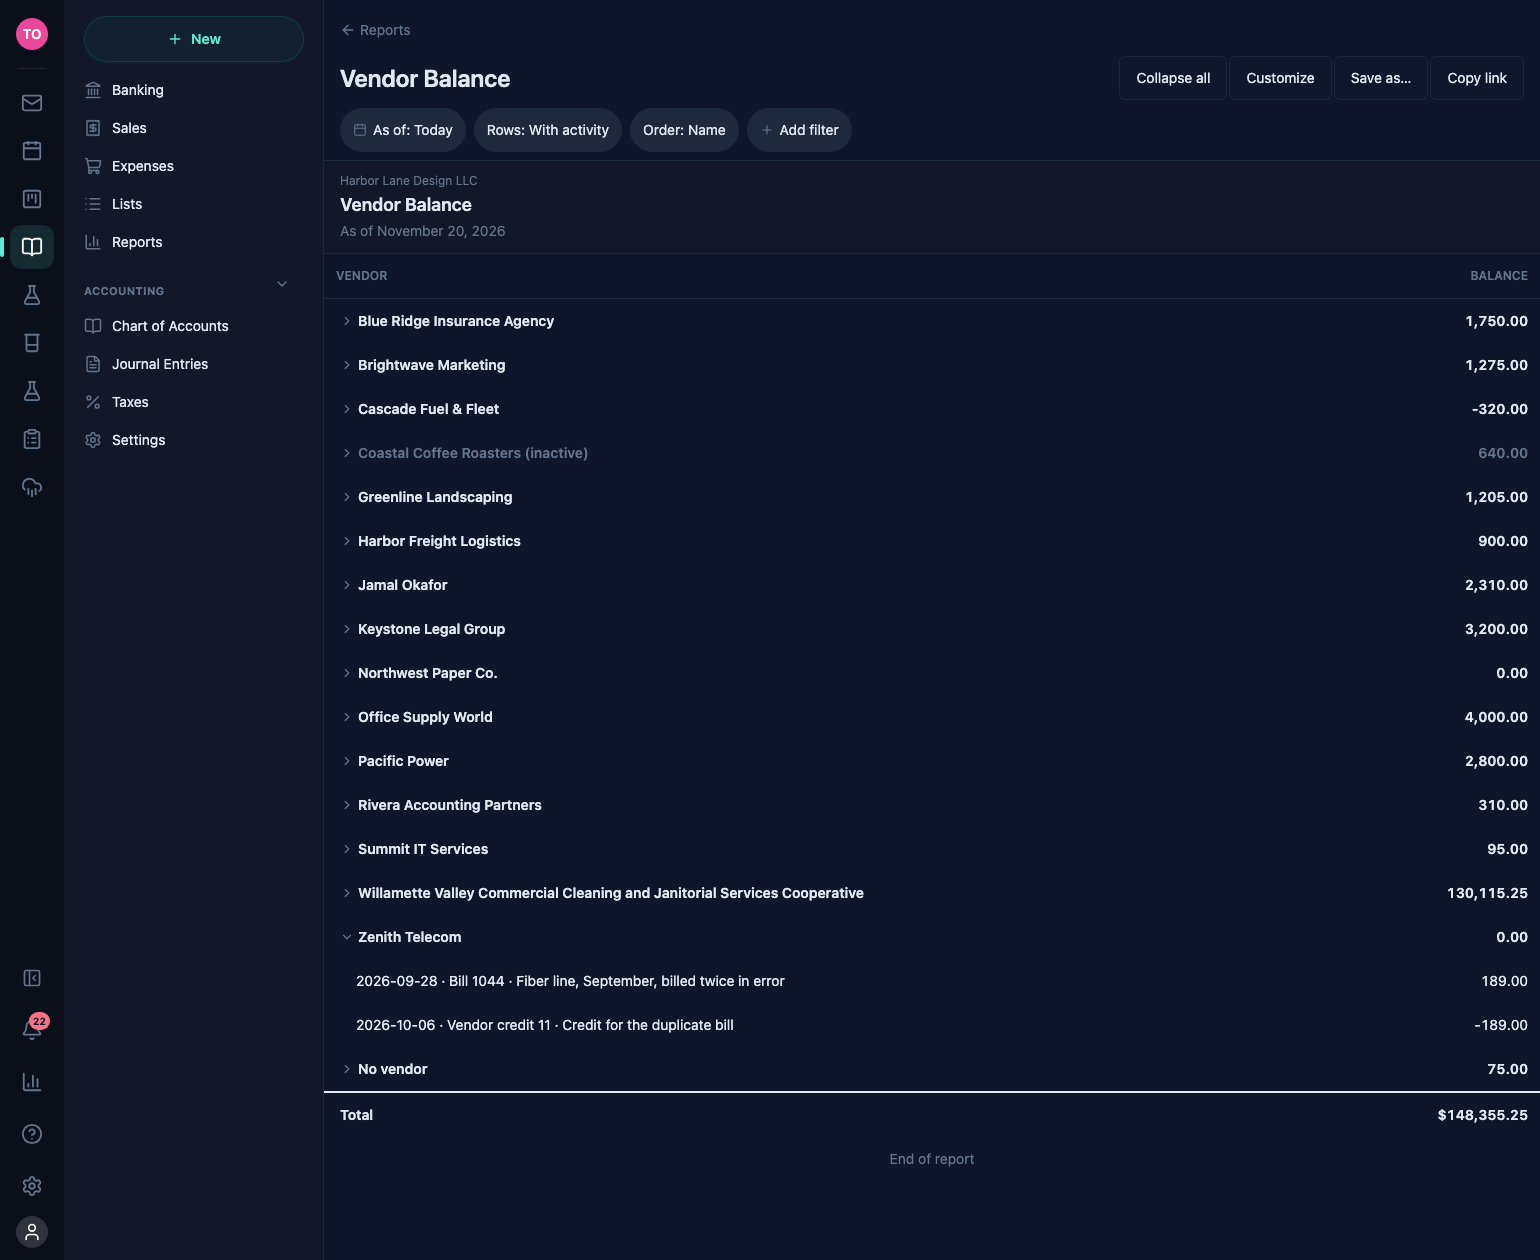 TO
+ New
Banking
Sales
Expenses
Lists
Reports
ACCOUNTING
Chart of Accounts
Journal Entries
Taxes
Settings
22
← Reports
Vendor Balance
Collapse all
Customize
Save as...
Copy link
As of: Today
Rows: With activity
Order: Name
+ Add filter
Harbor Lane Design LLC
Vendor Balance
As of November 20, 2026
VENDOR BALANCE
Blue Ridge Insurance Agency 1,750.00
Brightwave Marketing 1,275.00
Cascade Fuel & Fleet -320.00
Coastal Coffee Roasters (inactive) 640.00
Greenline Landscaping 1,205.00
Harbor Freight Logistics 900.00
Jamal Okafor 2,310.00
Keystone Legal Group 3,200.00
Northwest Paper Co. 0.00
Office Supply World 4,000.00
Pacific Power 2,800.00
Rivera Accounting Partners 310.00
Summit IT Services 95.00
Willamette Valley Commercial Cleaning and Janitorial Services Cooperative 130,115.25
Zenith Telecom 0.00
2026-09-28 · Bill 1044 · Fiber line, September, billed twice in error 189.00
2026-10-06 · Vendor credit 11 · Credit for the duplicate bill -189.00
No vendor 75.00
Total $148,355.25
End of report